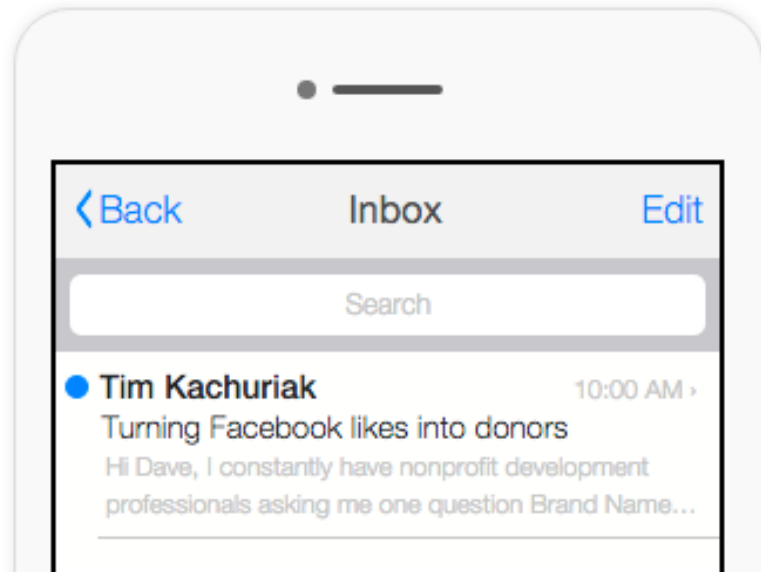 Back Inbox Edit
Search
Tim Kachuriak 10:00 AM
Turning Facebook likes into donors
Hi Dave, I constantly have nonprofit development
professionals asking me one question Brand Name...